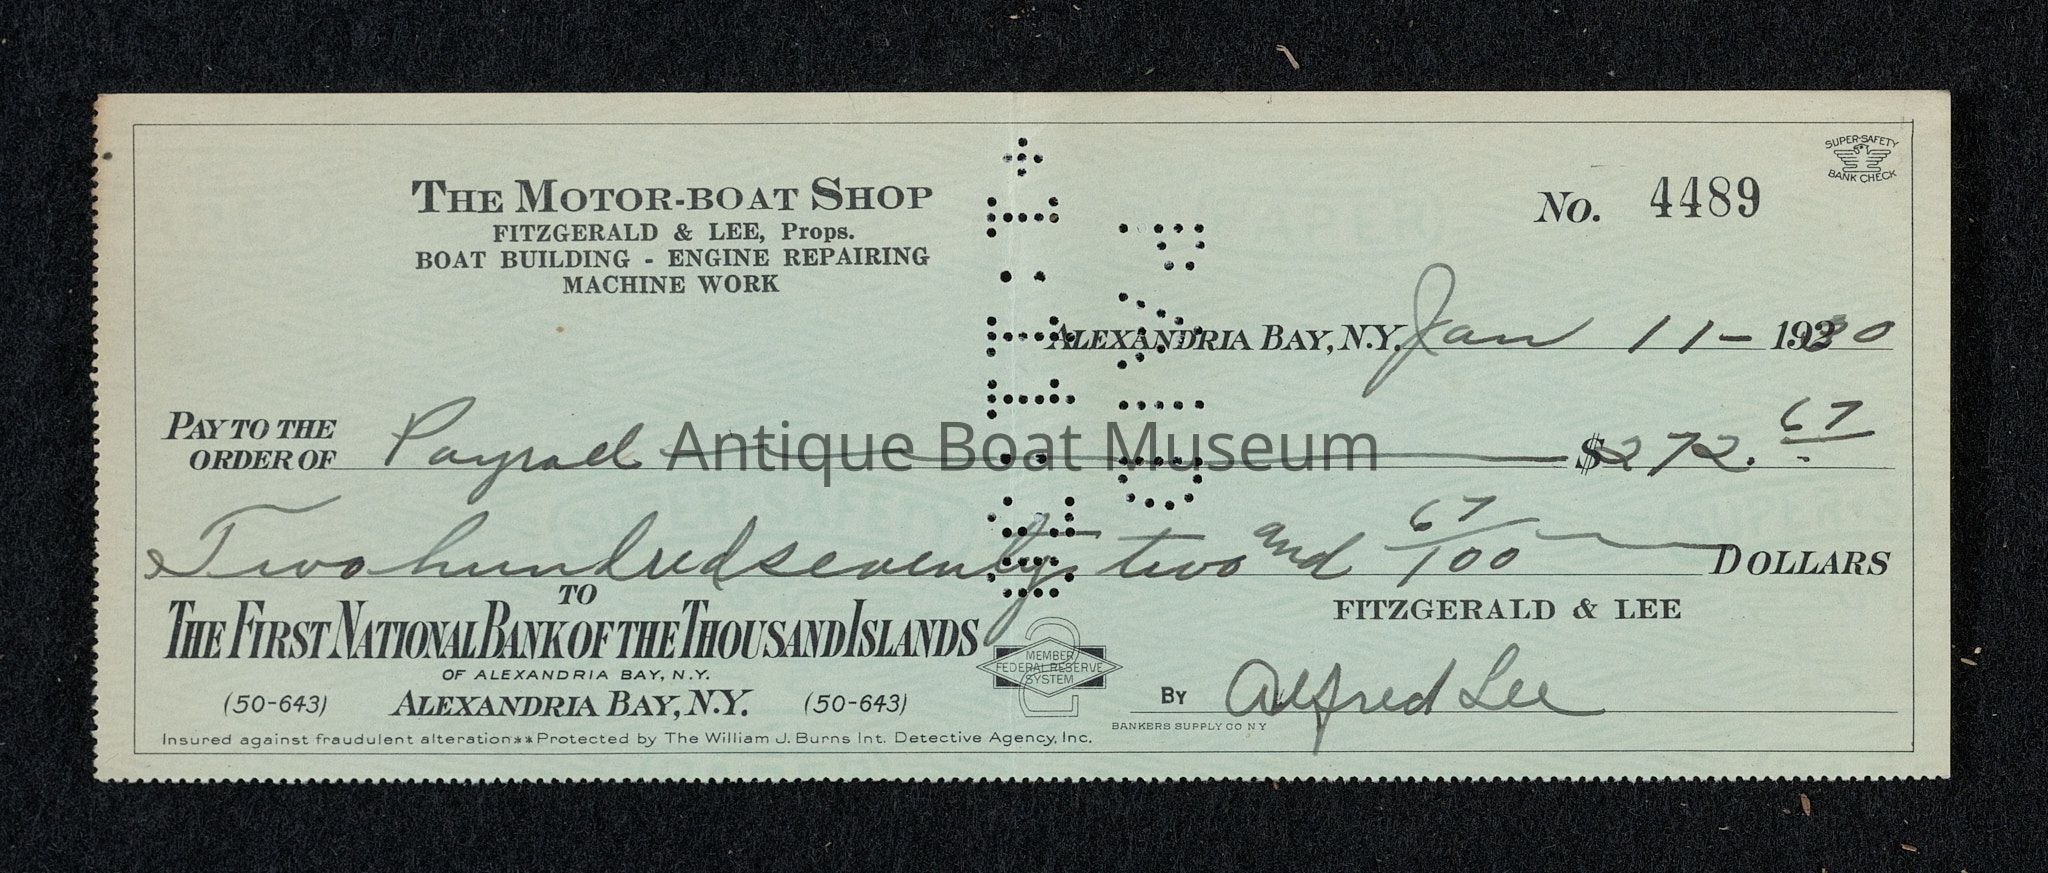 SUPER-SAFETY
BANK CHECK
THE MOTOR-BOAT SHOP
FITZGERALD & LEE, Props.
BOAT BUILDING - ENGINE REPAIRING
MACHINE WORK
No. 4489
ALEXANDRIA BAY, N.Y. Jan 11 - 1930
PAY TO THE
ORDER OF Payroll $272.67
Antique Boat Museum
Two hundred seventy two and 67/100 DOLLARS
TO
THE FIRST NATIONAL BANK OF THE THOUSAND ISLANDS
OF ALEXANDRIA BAY, N.Y.
(50-643) ALEXANDRIA BAY, N.Y. (50-643)
MEMBER
FEDERAL RESERVE
SYSTEM
FITZGERALD & LEE
BY Alfred Lee
BANKERS SUPPLY CO NY
Insured against fraudulent alteration**Protected by The William J. Burns Int. Detective Agency, Inc.